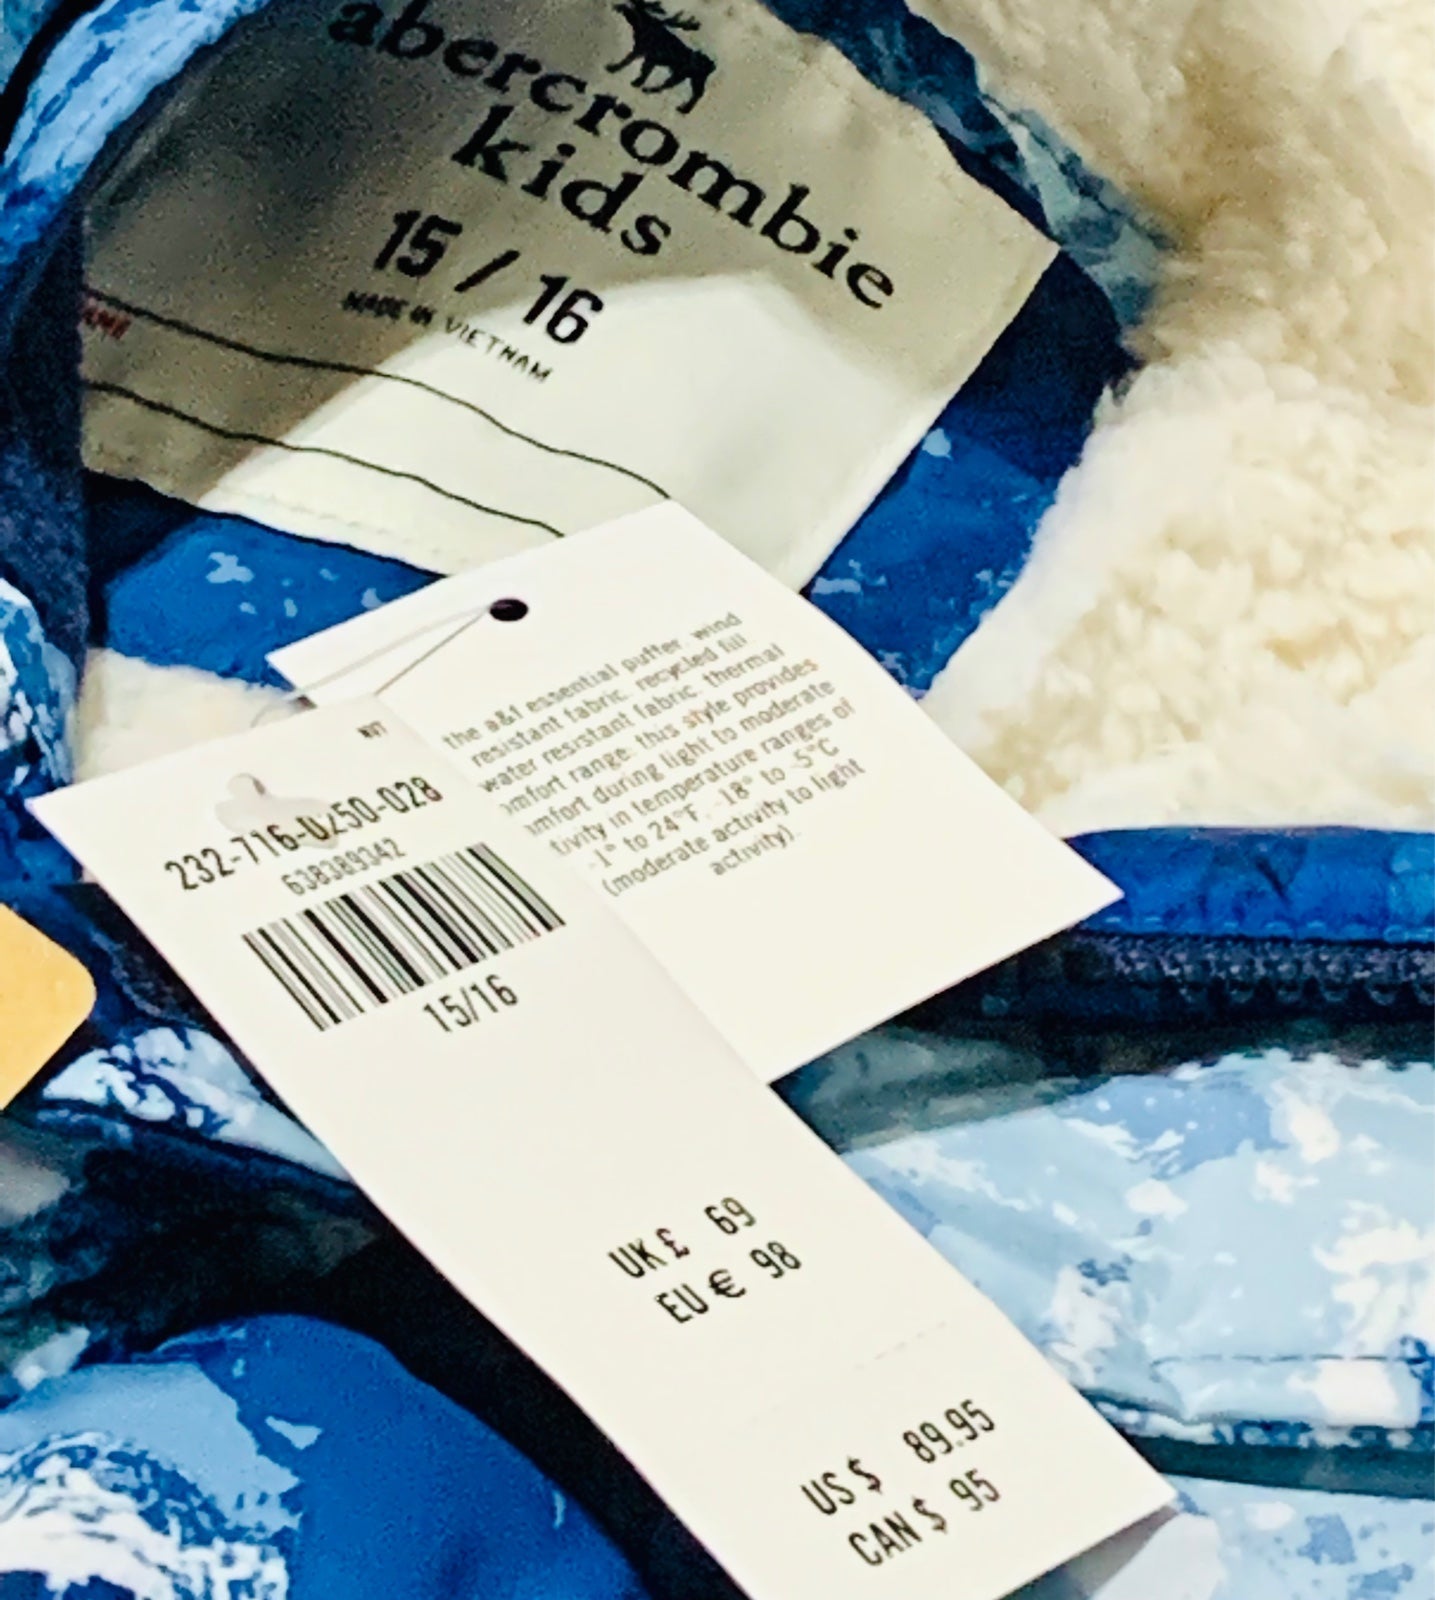 abercrombie
kids
15 / 16
MADE IN VIETNAM
the a&f essential puffer. wind
resistant fabric. recycled fill
water resistant fabric. thermal
omfort range: this style provides
omfort during light to moderate
tivity in temperature ranges of
-1° to 24°F, -18° to -5°C
(moderate activity to light
activity).
232-716-0250-028
638389342
15/16
UK £ 69
EU € 98
US $ 89.95
CAN $ 95